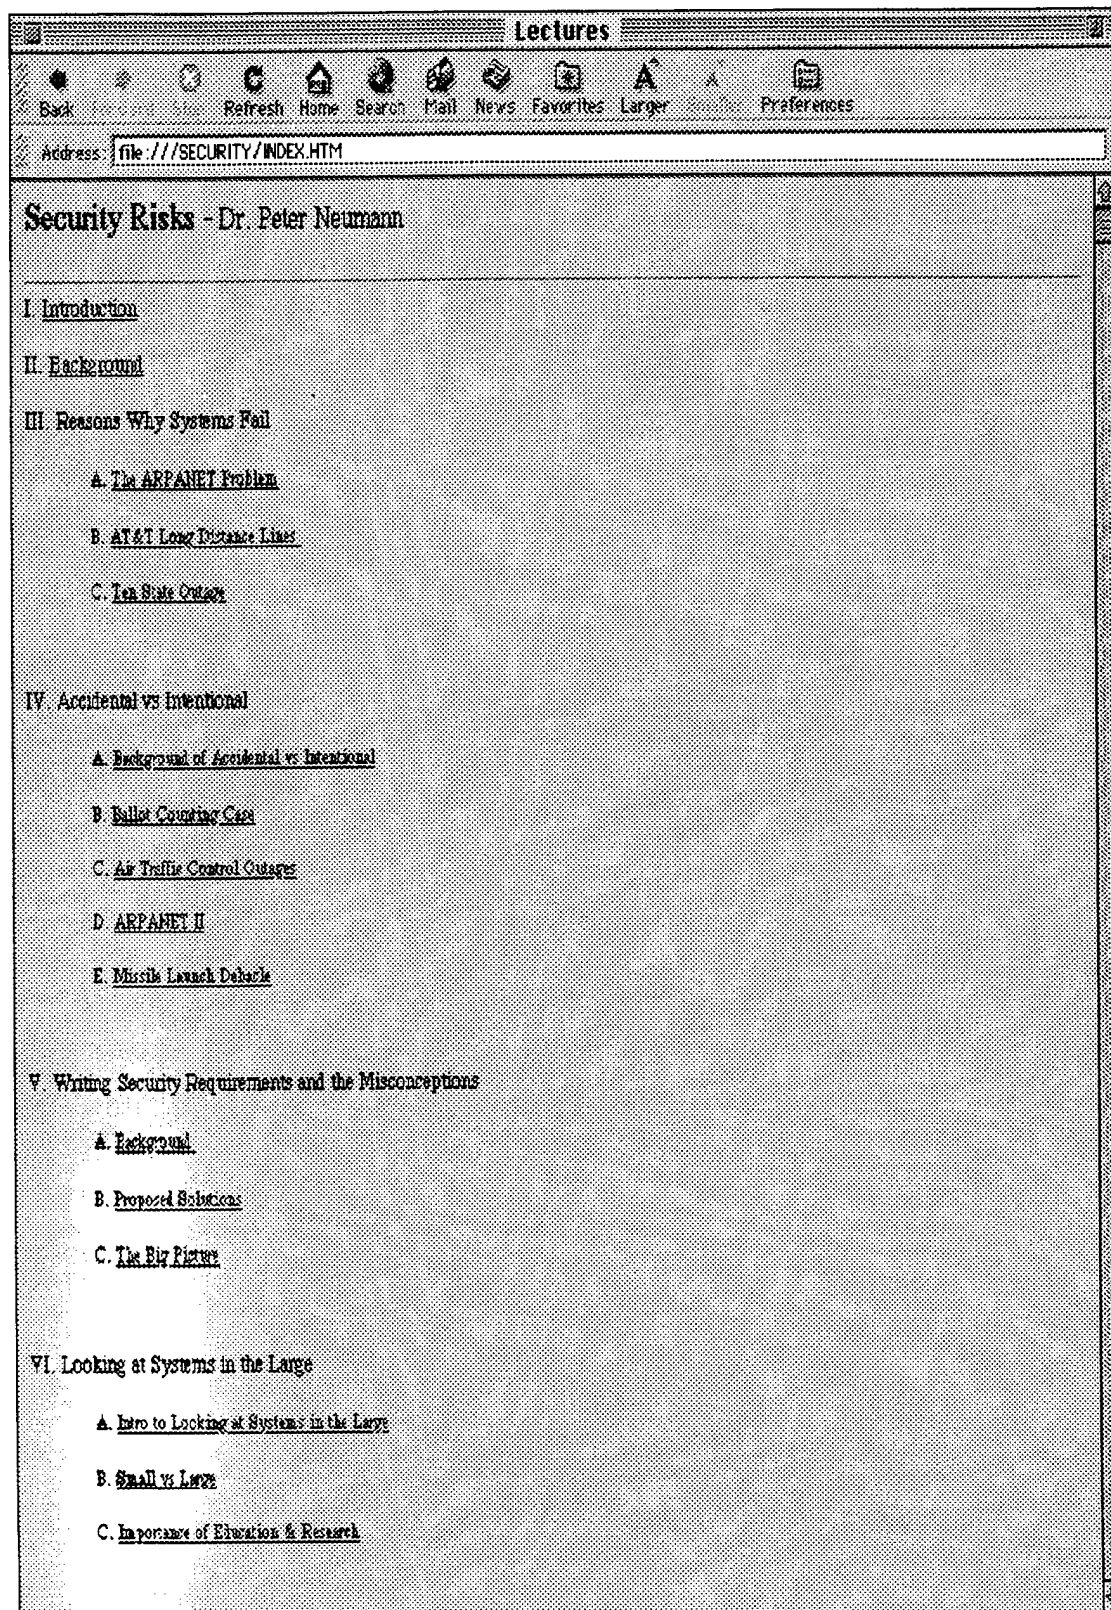 Lectures
Back Refresh Home Search Mail News Favorites Larger Preferences
Address: file:///SECURITY/INDEX.HTM
Security Risks - Dr. Peter Neumann
I. Introduction
II. Background
III. Reasons Why Systems Fail
A. The ARPANET Problem
B. AT&T Long Distance Lines
C. Ten State Outage
IV. Accidental vs Intentional
A. Background of Accidental vs Intentional
B. Ballot Counting Case
C. Air Traffic Control Outages
D. ARPANET II
E. Missile Launch Debacle
V. Writing Security Requirements and the Misconceptions
A. Background
B. Proposed Solutions
C. The Big Picture
VI. Looking at Systems in the Large
A. Intro to Looking at Systems in the Large
B. Small vs Large
C. Importance of Education & Research